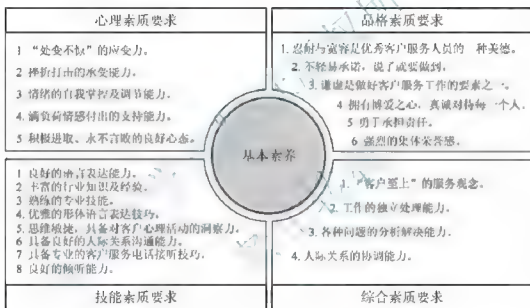 心理素质要求
1 “处变不惊”的应变力。
2 挫折打击的承受能力。
3 情绪的自我掌控及调节能力。
4 满负荷情感付出的支持能力。
5 积极进取、永不言败的良好心态。
品格素质要求
1. 忍耐与宽容是优秀客户服务人员的一种美德。
2. 不轻易承诺，说了就要做到。
3. 谦虚是做好客户服务工作的要素之一。
4 拥有博爱之心，真诚对待每一个人。
5 勇于承担责任。
6 强烈的集体荣誉感。
基本素养
1 良好的语言表达能力。
2 丰富的行业知识及经验。
3 熟练的专业技能。
4. 优雅的形体语言表达技巧。
5. 思维敏捷，具备对客户心理活动的洞察力。
6 具备良好的人际关系沟通能力。
7 具备专业的客户服务电话接听技巧。
8 良好的倾听能力。
技能素质要求
1. “客户至上”的服务观念。
2. 工作的独立处理能力。
3. 各种问题的分析解决能力。
4. 人际关系的协调能力。
综合素质要求